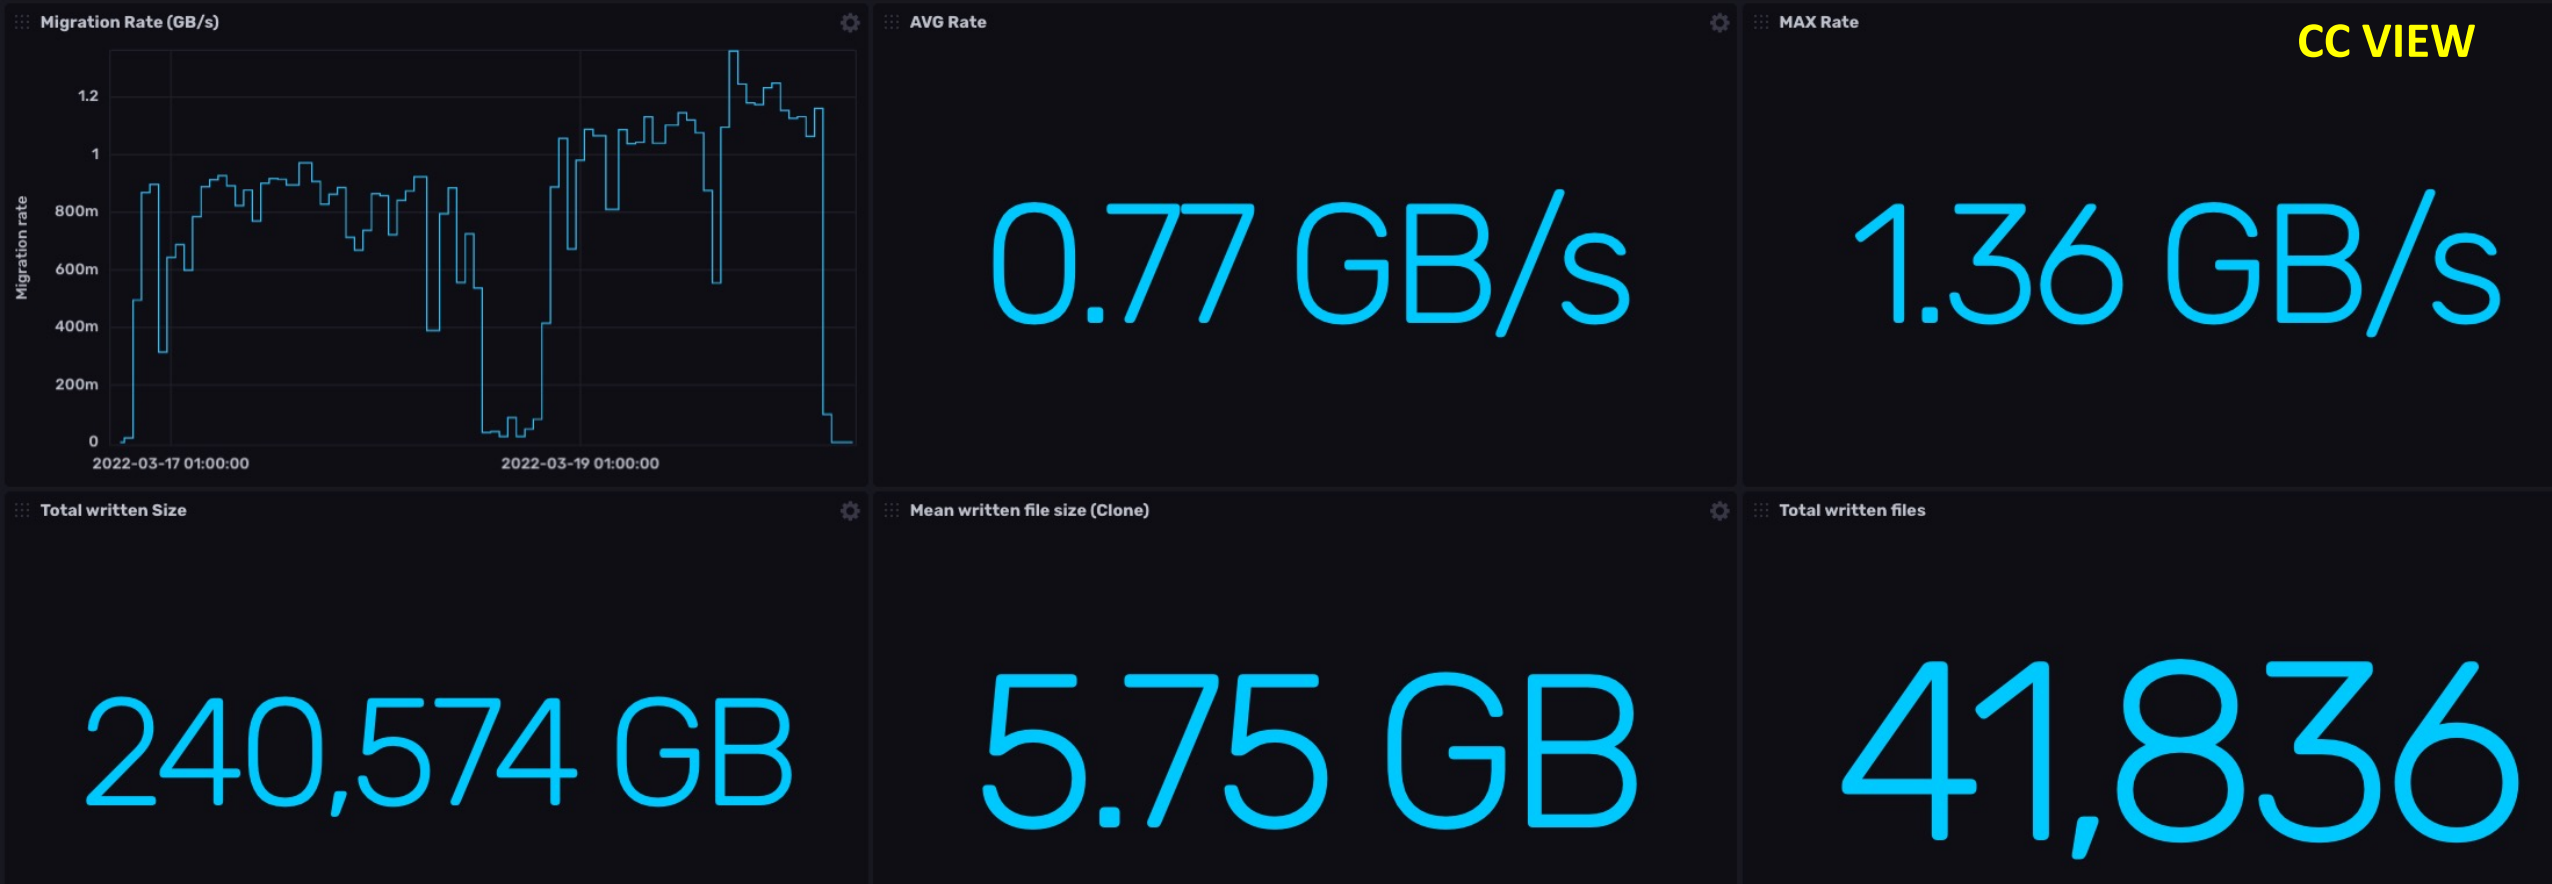 Migration Rate (GB/s)
AVG Rate
MAX Rate
CC VIEW
Migration rate
1.2
1
800m
600m
400m
200m
0
2022-03-17 01:00:00
2022-03-19 01:00:00
0.77 GB/s
1.36 GB/s
Total written Size
Mean written file size (Clone)
Total written files
240,574 GB
5.75 GB
41,836